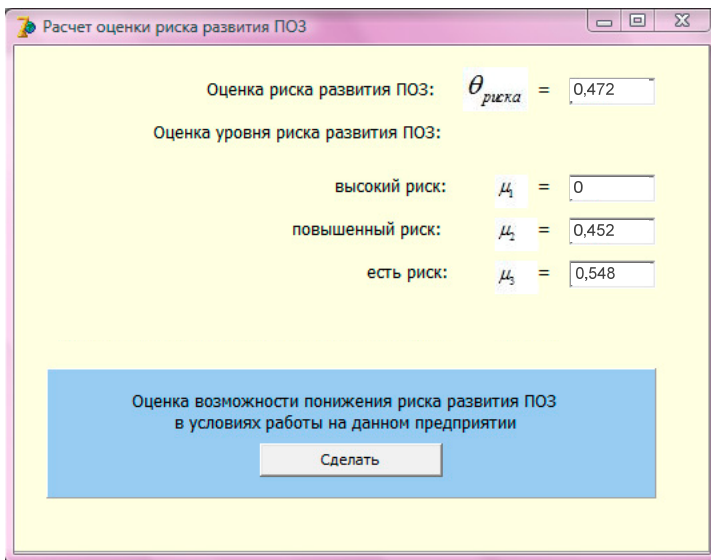 Расчет оценки риска развития ПОЗ
Оценка риска развития ПОЗ: θ риска = 0,472
Оценка уровня риска развития ПОЗ:
высокий риск: μ₁ = 0
повышенный риск: μ₂ = 0,452
есть риск: μ₃ = 0,548
Оценка возможности понижения риска развития ПОЗ
в условиях работы на данном предприятии
Сделать